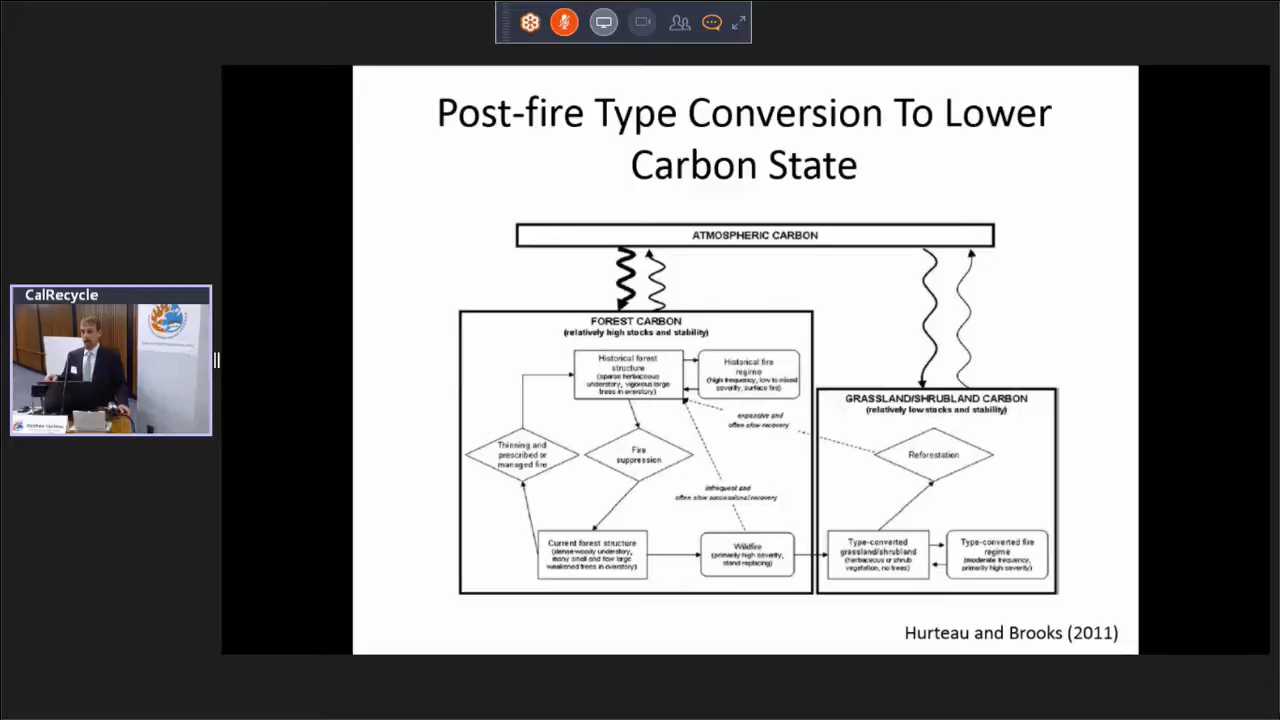 Post-fire Type Conversion To Lower
Carbon State
ATMOSPHERIC CARBON
FOREST CARBON
(relatively high stocks and stability)
Historical forest
structure
(sparse herbaceous
understory, vigorous large
trees in overstory)
Historical fire
regime
(high frequency, low to mixed
severity, surface fire)
GRASSLAND/SHRUBLAND CARBON
(relatively low stocks and stability)
expensive and
often slow recovery
Thinning and
prescribed or
managed fire
Fire
suppression
Reforestation
infrequent and
often slow successional recovery
Current forest structure
(dense woody understory,
many small and few large
weakened trees in overstory)
Wildfire
(primarily high severity,
stand replacing)
Type-converted
grassland/shrubland
(herbaceous or shrub
vegetation, no trees)
Type-converted fire
regime
(moderate frequency,
primarily high severity)
Hurteau and Brooks (2011)
CalRecycle